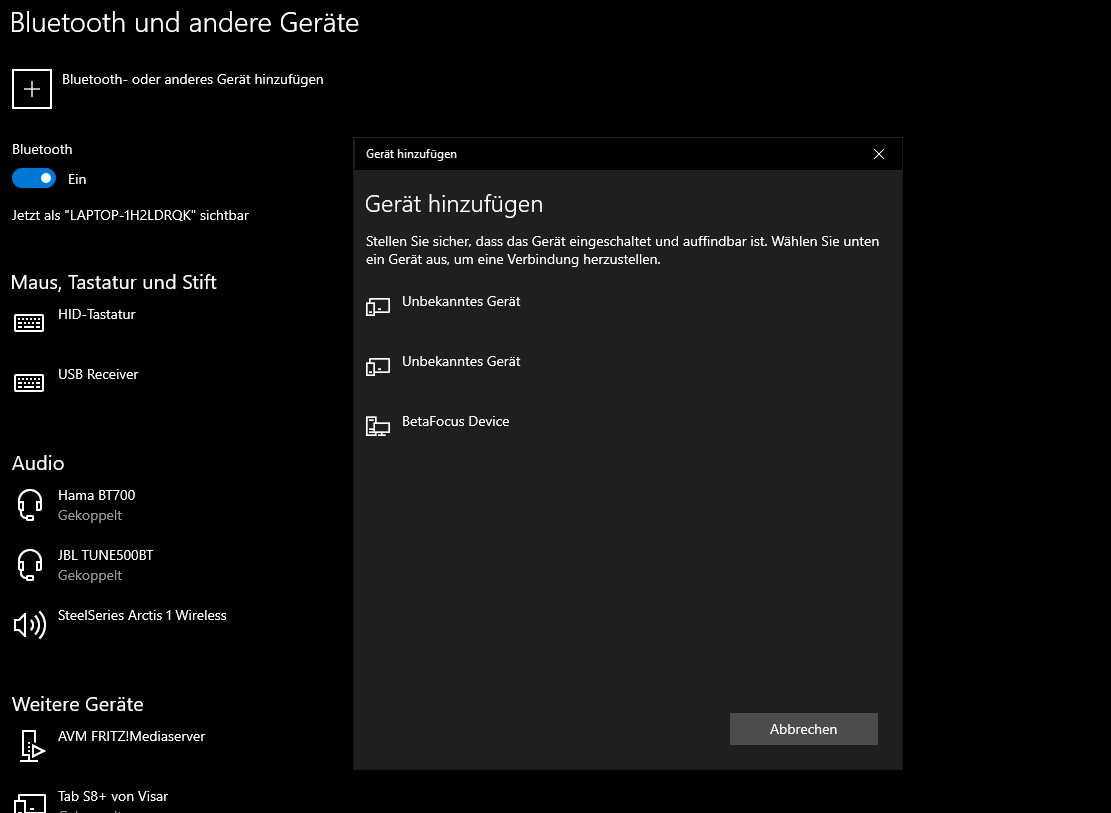 Bluetooth und andere Geräte
Bluetooth- oder anderes Gerät hinzufügen
Bluetooth
Ein
Jetzt als "LAPTOP-1H2LDRQK" sichtbar
Maus, Tastatur und Stift
HID-Tastatur
USB Receiver
Audio
Hama BT700
Gekoppelt
JBL TUNE500BT
Gekoppelt
SteelSeries Arctis 1 Wireless
Weitere Geräte
AVM FRITZ!Mediaserver
Tab S8+ von Visar
Gerät hinzufügen
Gerät hinzufügen
Stellen Sie sicher, dass das Gerät eingeschaltet und auffindbar ist. Wählen Sie unten
ein Gerät aus, um eine Verbindung herzustellen.
Unbekanntes Gerät
Unbekanntes Gerät
BetaFocus Device
Abbrechen